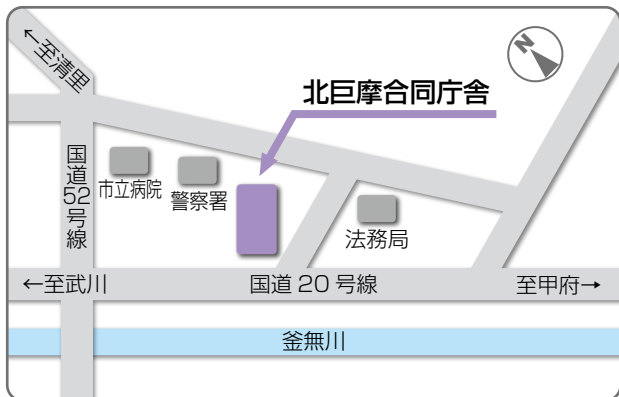 ←至清里
N
北巨摩合同庁舎
国道52号線
市立病院
警察署
法務局
←至武川
国道20号線
至甲府→
釜無川